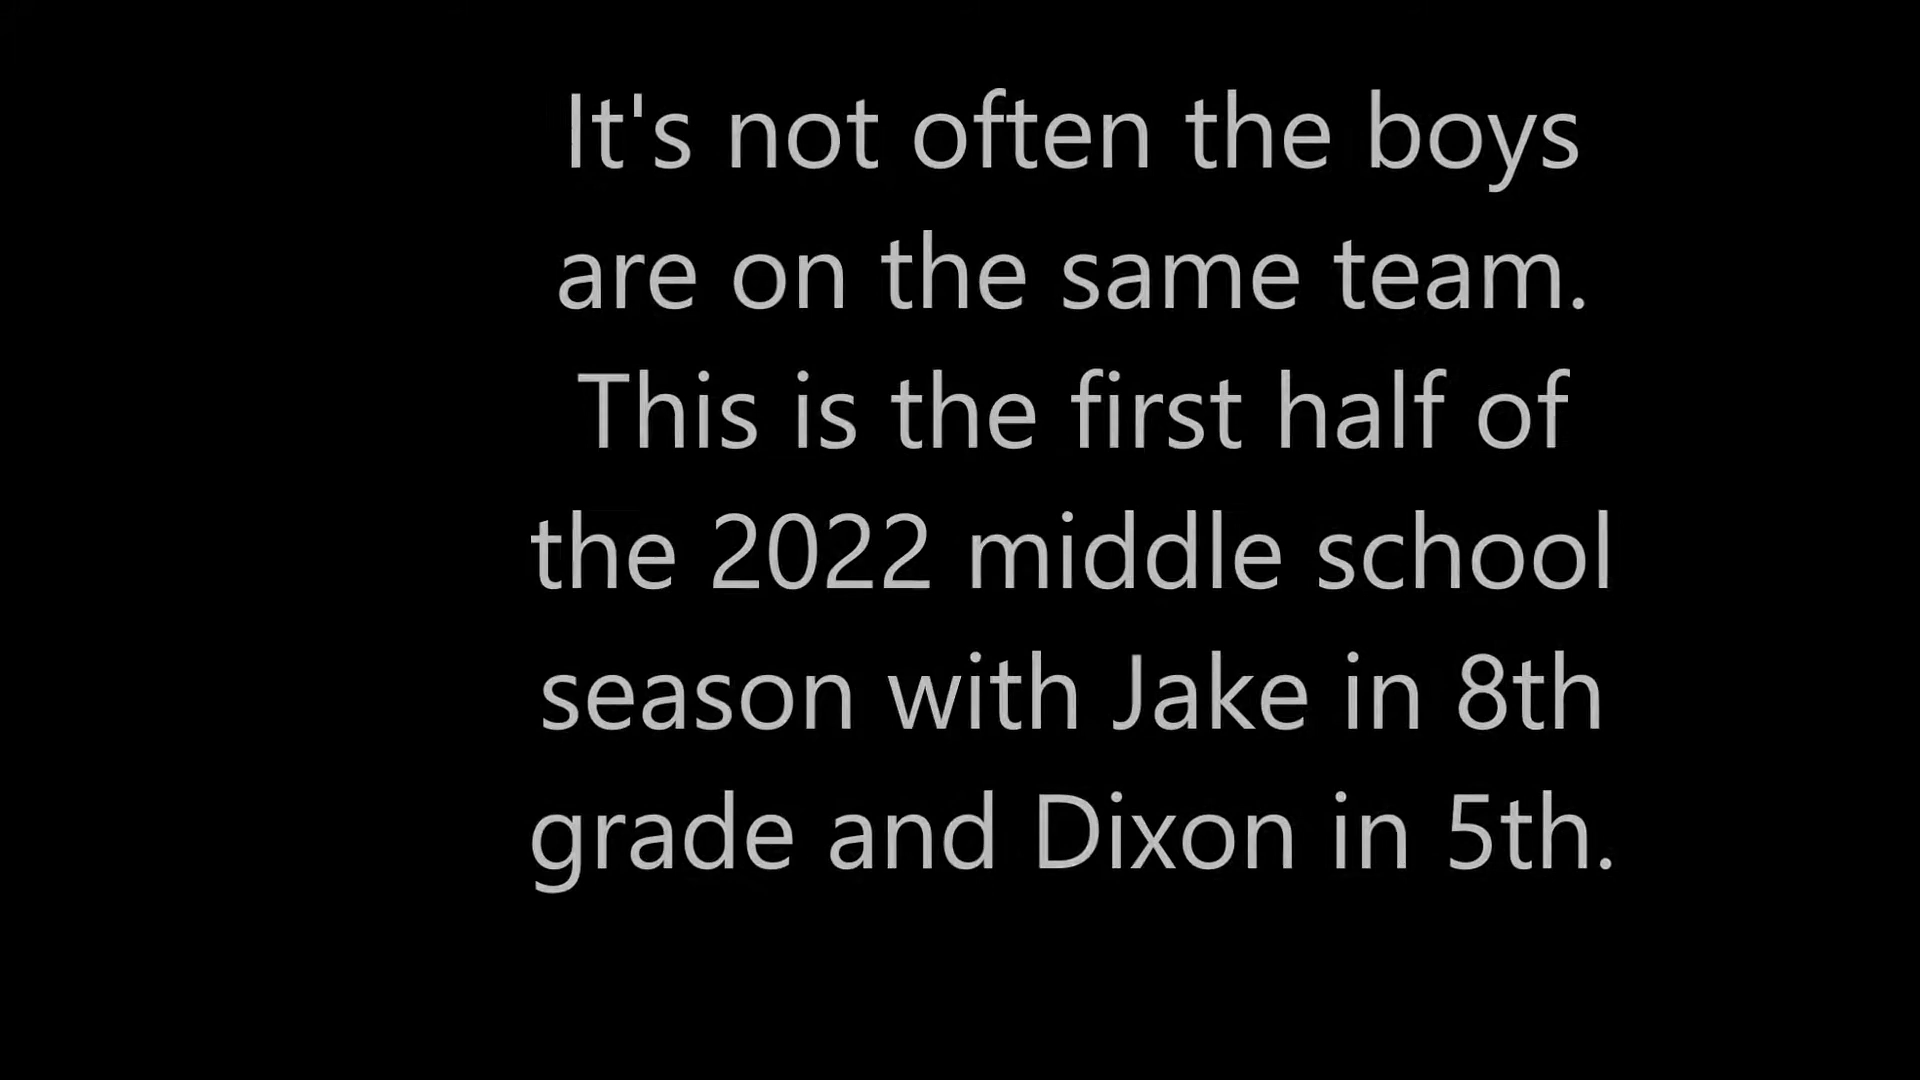 It's not often the boys
are on the same team.
This is the first half of
the 2022 middle school
season with Jake in 8th
grade and Dixon in 5th.